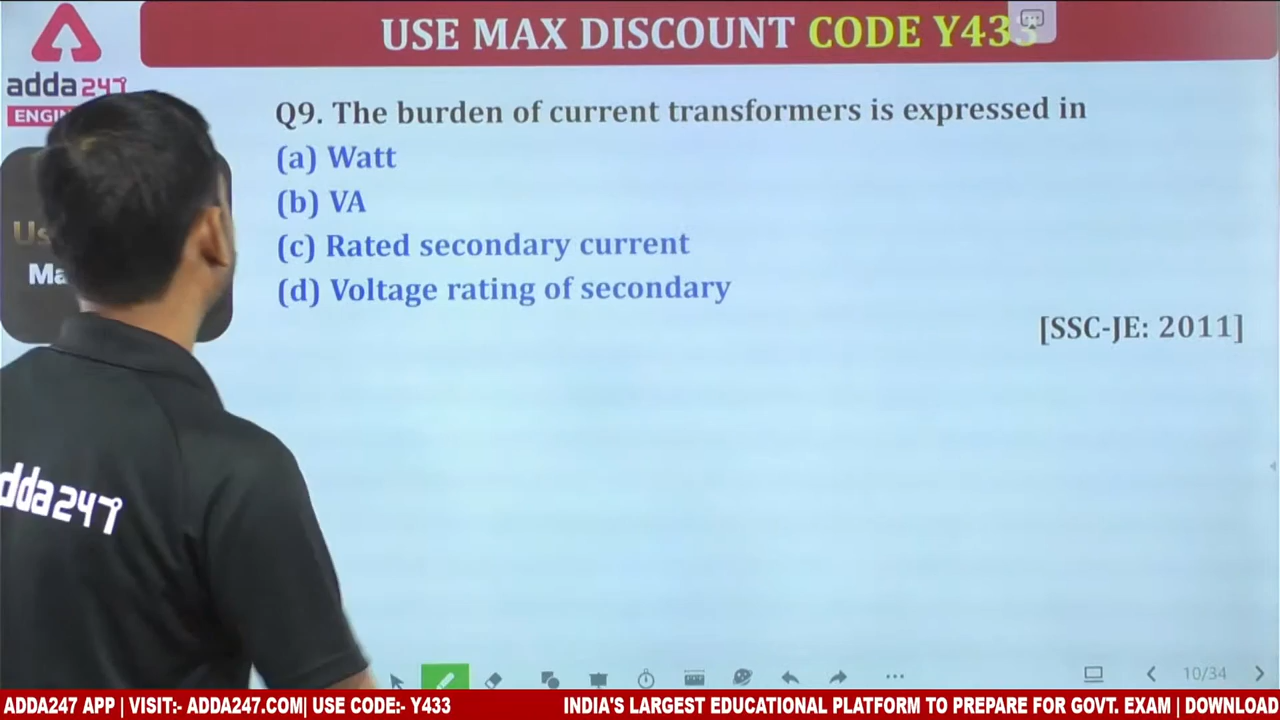 USE MAX DISCOUNT CODE Y433
adda247
Q9. The burden of current transformers is expressed in
(a) Watt
(b) VA
(c) Rated secondary current
(d) Voltage rating of secondary
[SSC-JE: 2011]
adda247
10/34
ADDA247 APP | VISIT:- ADDA247.COM| USE CODE:- Y433 INDIA'S LARGEST EDUCATIONAL PLATFORM TO PREPARE FOR GOVT. EXAM | DOWNLOAD